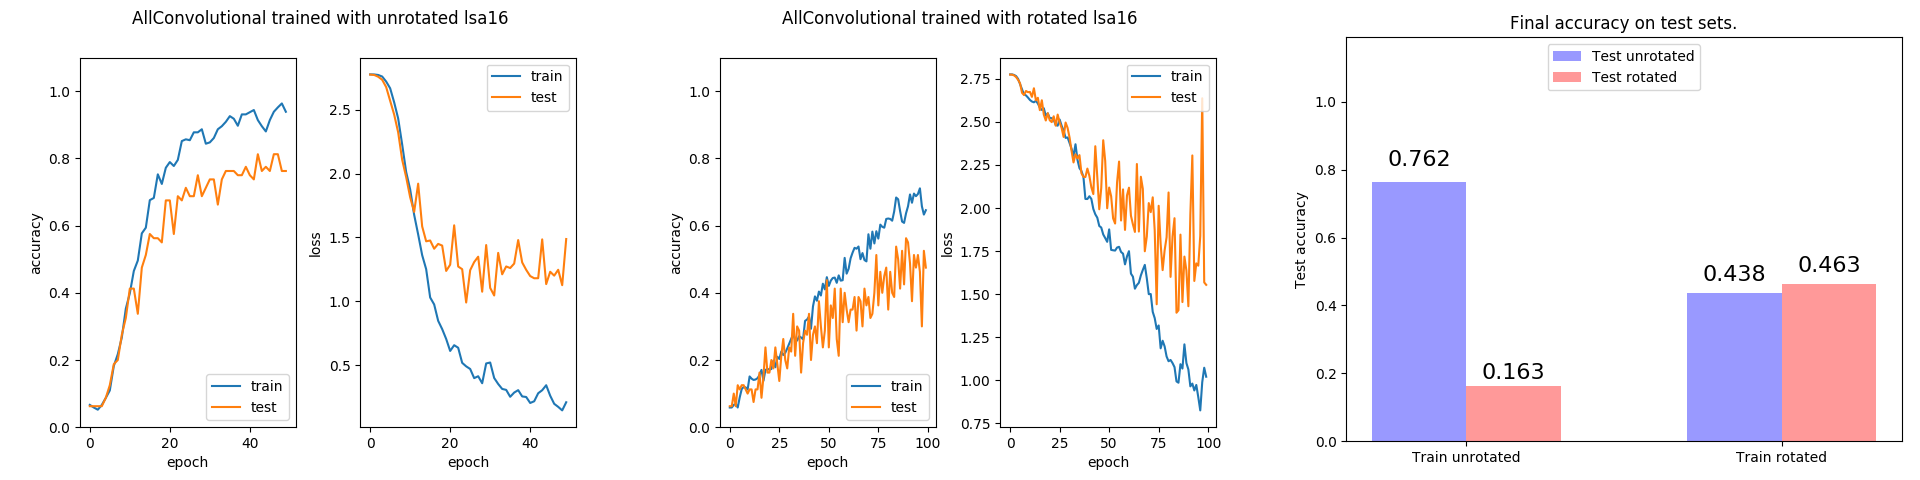 AllConvolutional trained with unrotated lsa16
accuracy
1.0
0.8
0.6
0.4
0.2
0.0
train
test
0
20
40
epoch
loss
2.5
2.0
1.5
1.0
0.5
train
test
0
20
40
epoch
AllConvolutional trained with rotated lsa16
accuracy
1.0
0.8
0.6
0.4
0.2
0.0
train
test
0
25
50
75
100
epoch
loss
2.75
2.50
2.25
2.00
1.75
1.50
1.25
1.00
0.75
train
test
0
25
50
75
100
epoch
Final accuracy on test sets.
Test unrotated
Test rotated
Test accuracy
1.0
0.8
0.6
0.4
0.2
0.0
0.762
0.163
0.438
0.463
Train unrotated
Train rotated